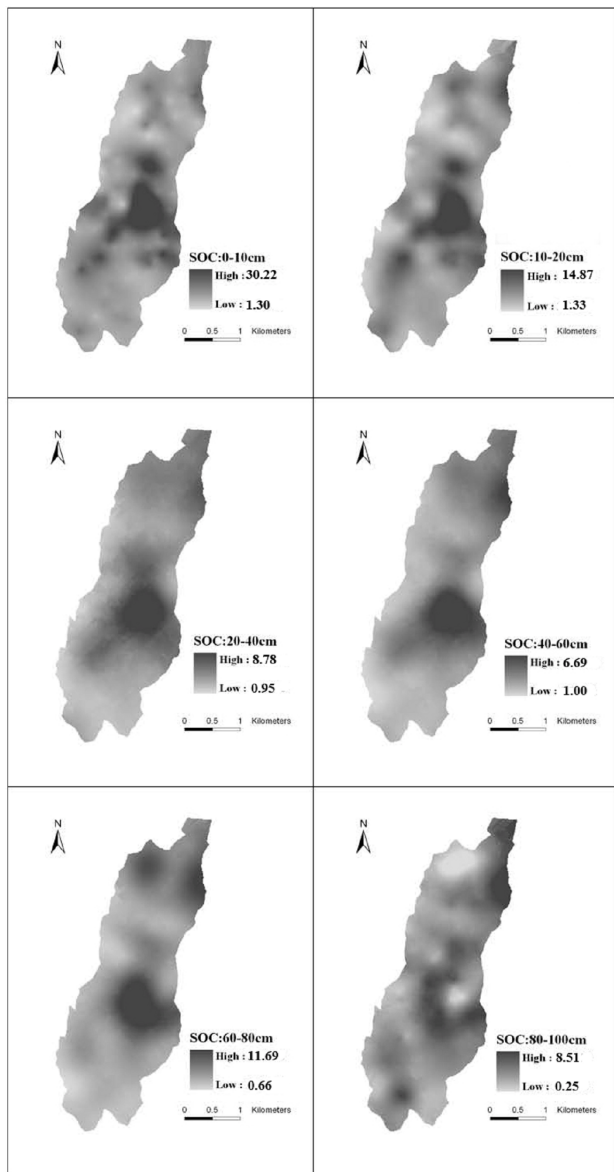 N
SOC:0-10cm
High : 30.22
Low : 1.30
0 0.5 1 Kilometers
N
SOC:10-20cm
High : 14.87
Low : 1.33
0 0.5 1 Kilometers
N
SOC:20-40cm
High : 8.78
Low : 0.95
0 0.5 1 Kilometers
N
SOC:40-60cm
High : 6.69
Low : 1.00
0 0.5 1 Kilometers
N
SOC:60-80cm
High : 11.69
Low : 0.66
0 0.5 1 Kilometers
N
SOC:80-100cm
High : 8.51
Low : 0.25
0 0.5 1 Kilometers